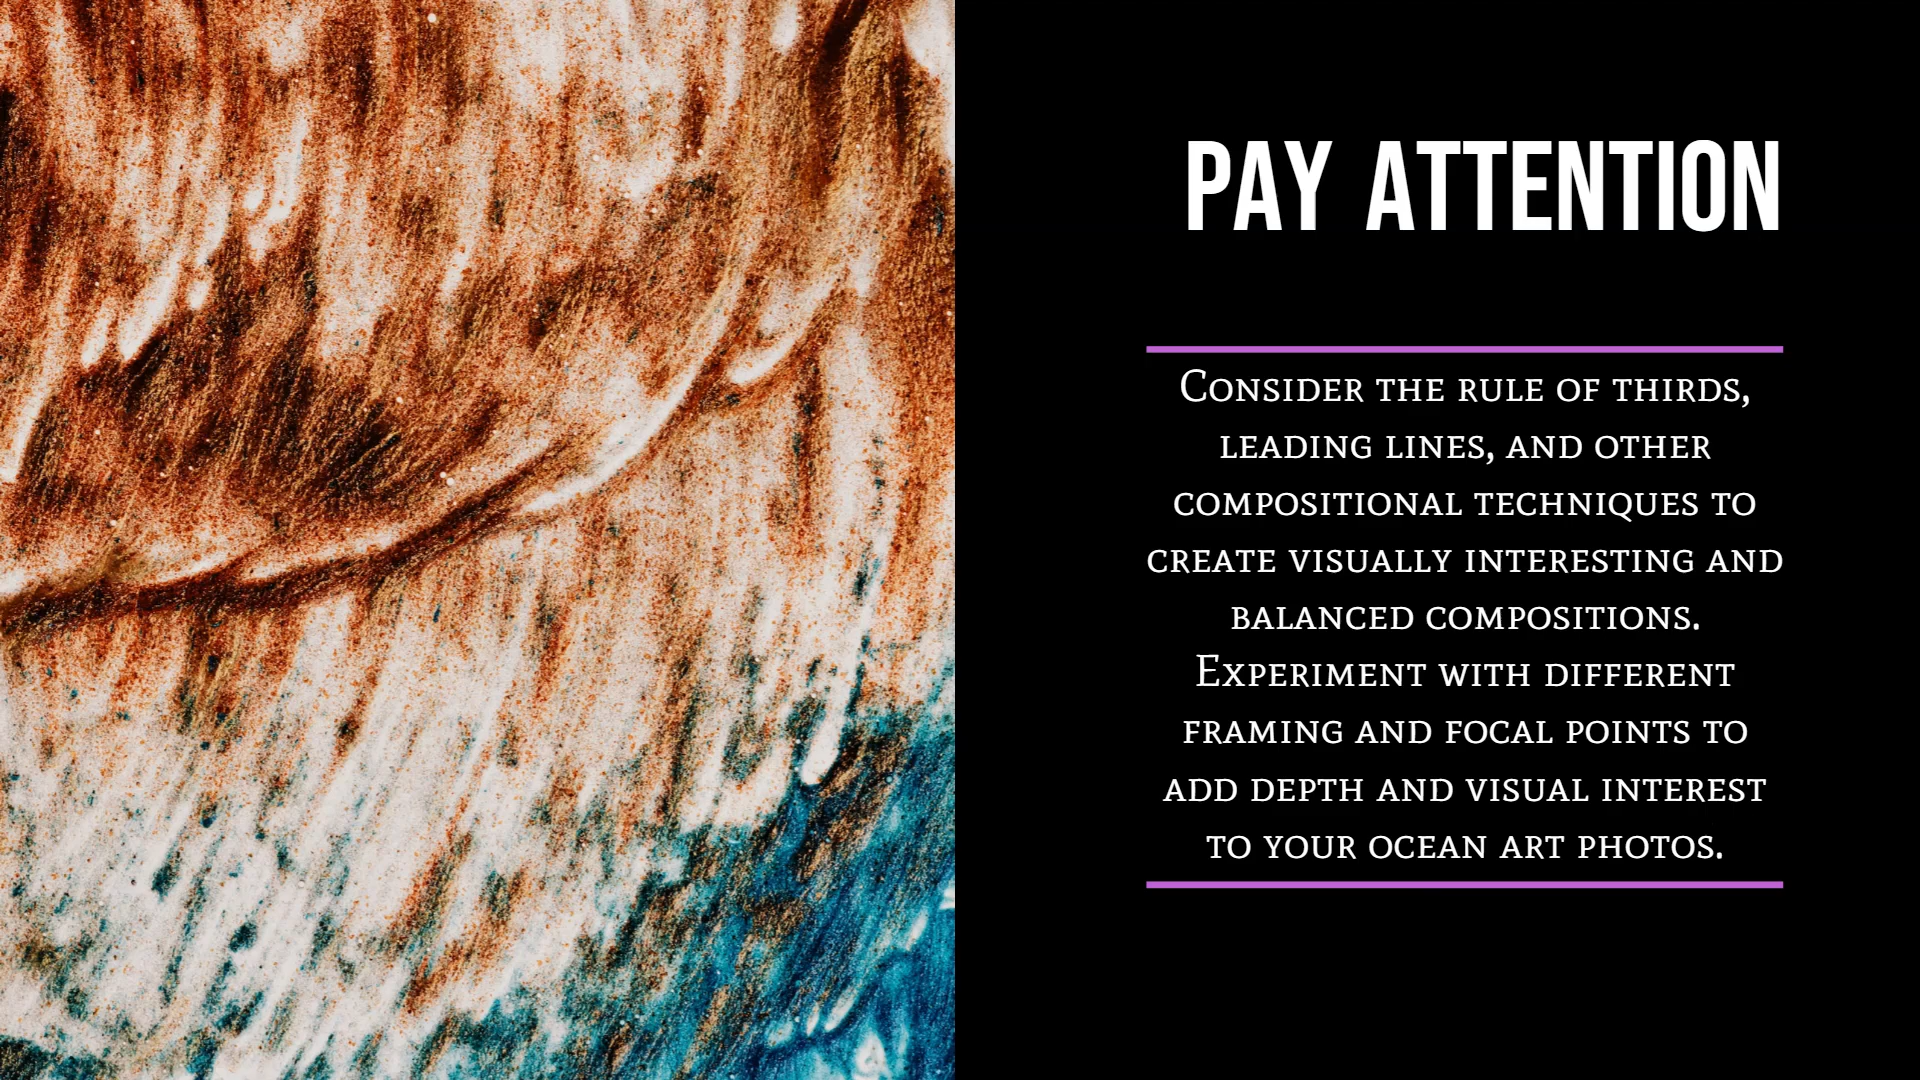 PAY ATTENTION
Consider the rule of thirds,
leading lines, and other
compositional techniques to
create visually interesting and
balanced compositions.
Experiment with different
framing and focal points to
add depth and visual interest
to your ocean art photos.